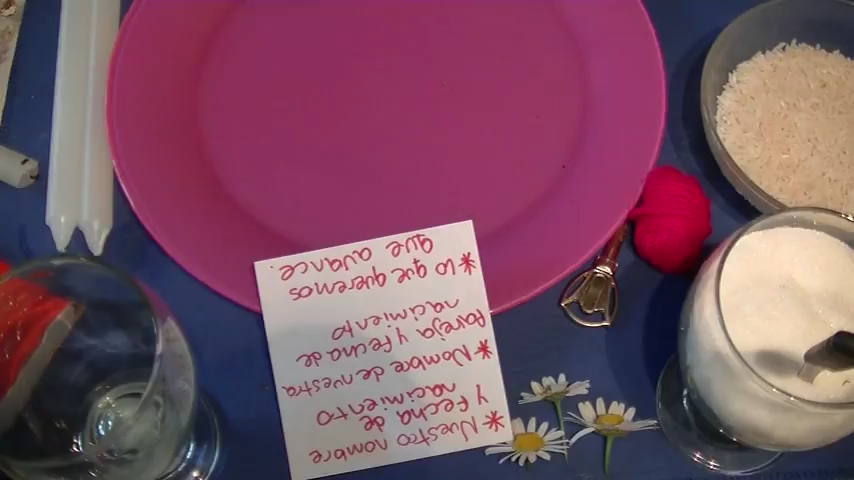 * Nuestro nombre
y fecha de
nacimiento
* Nombre de nuestra
Pareja y fecha de
nacimiento
* Lo que queremos
que avance.